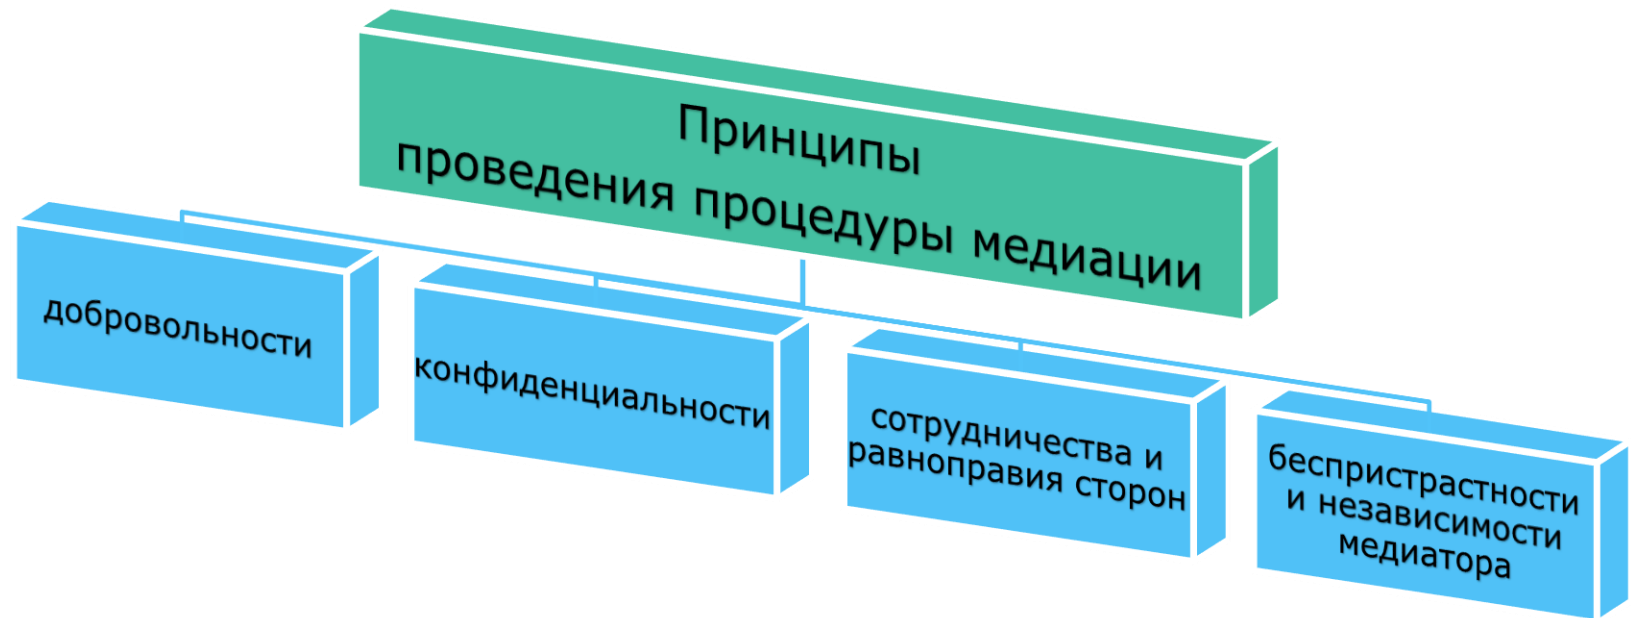 Принципы
проведения процедуры медиации
добровольности
конфиденциальности
сотрудничества и
равноправия сторон
беспристрастности
и независимости
медиатора